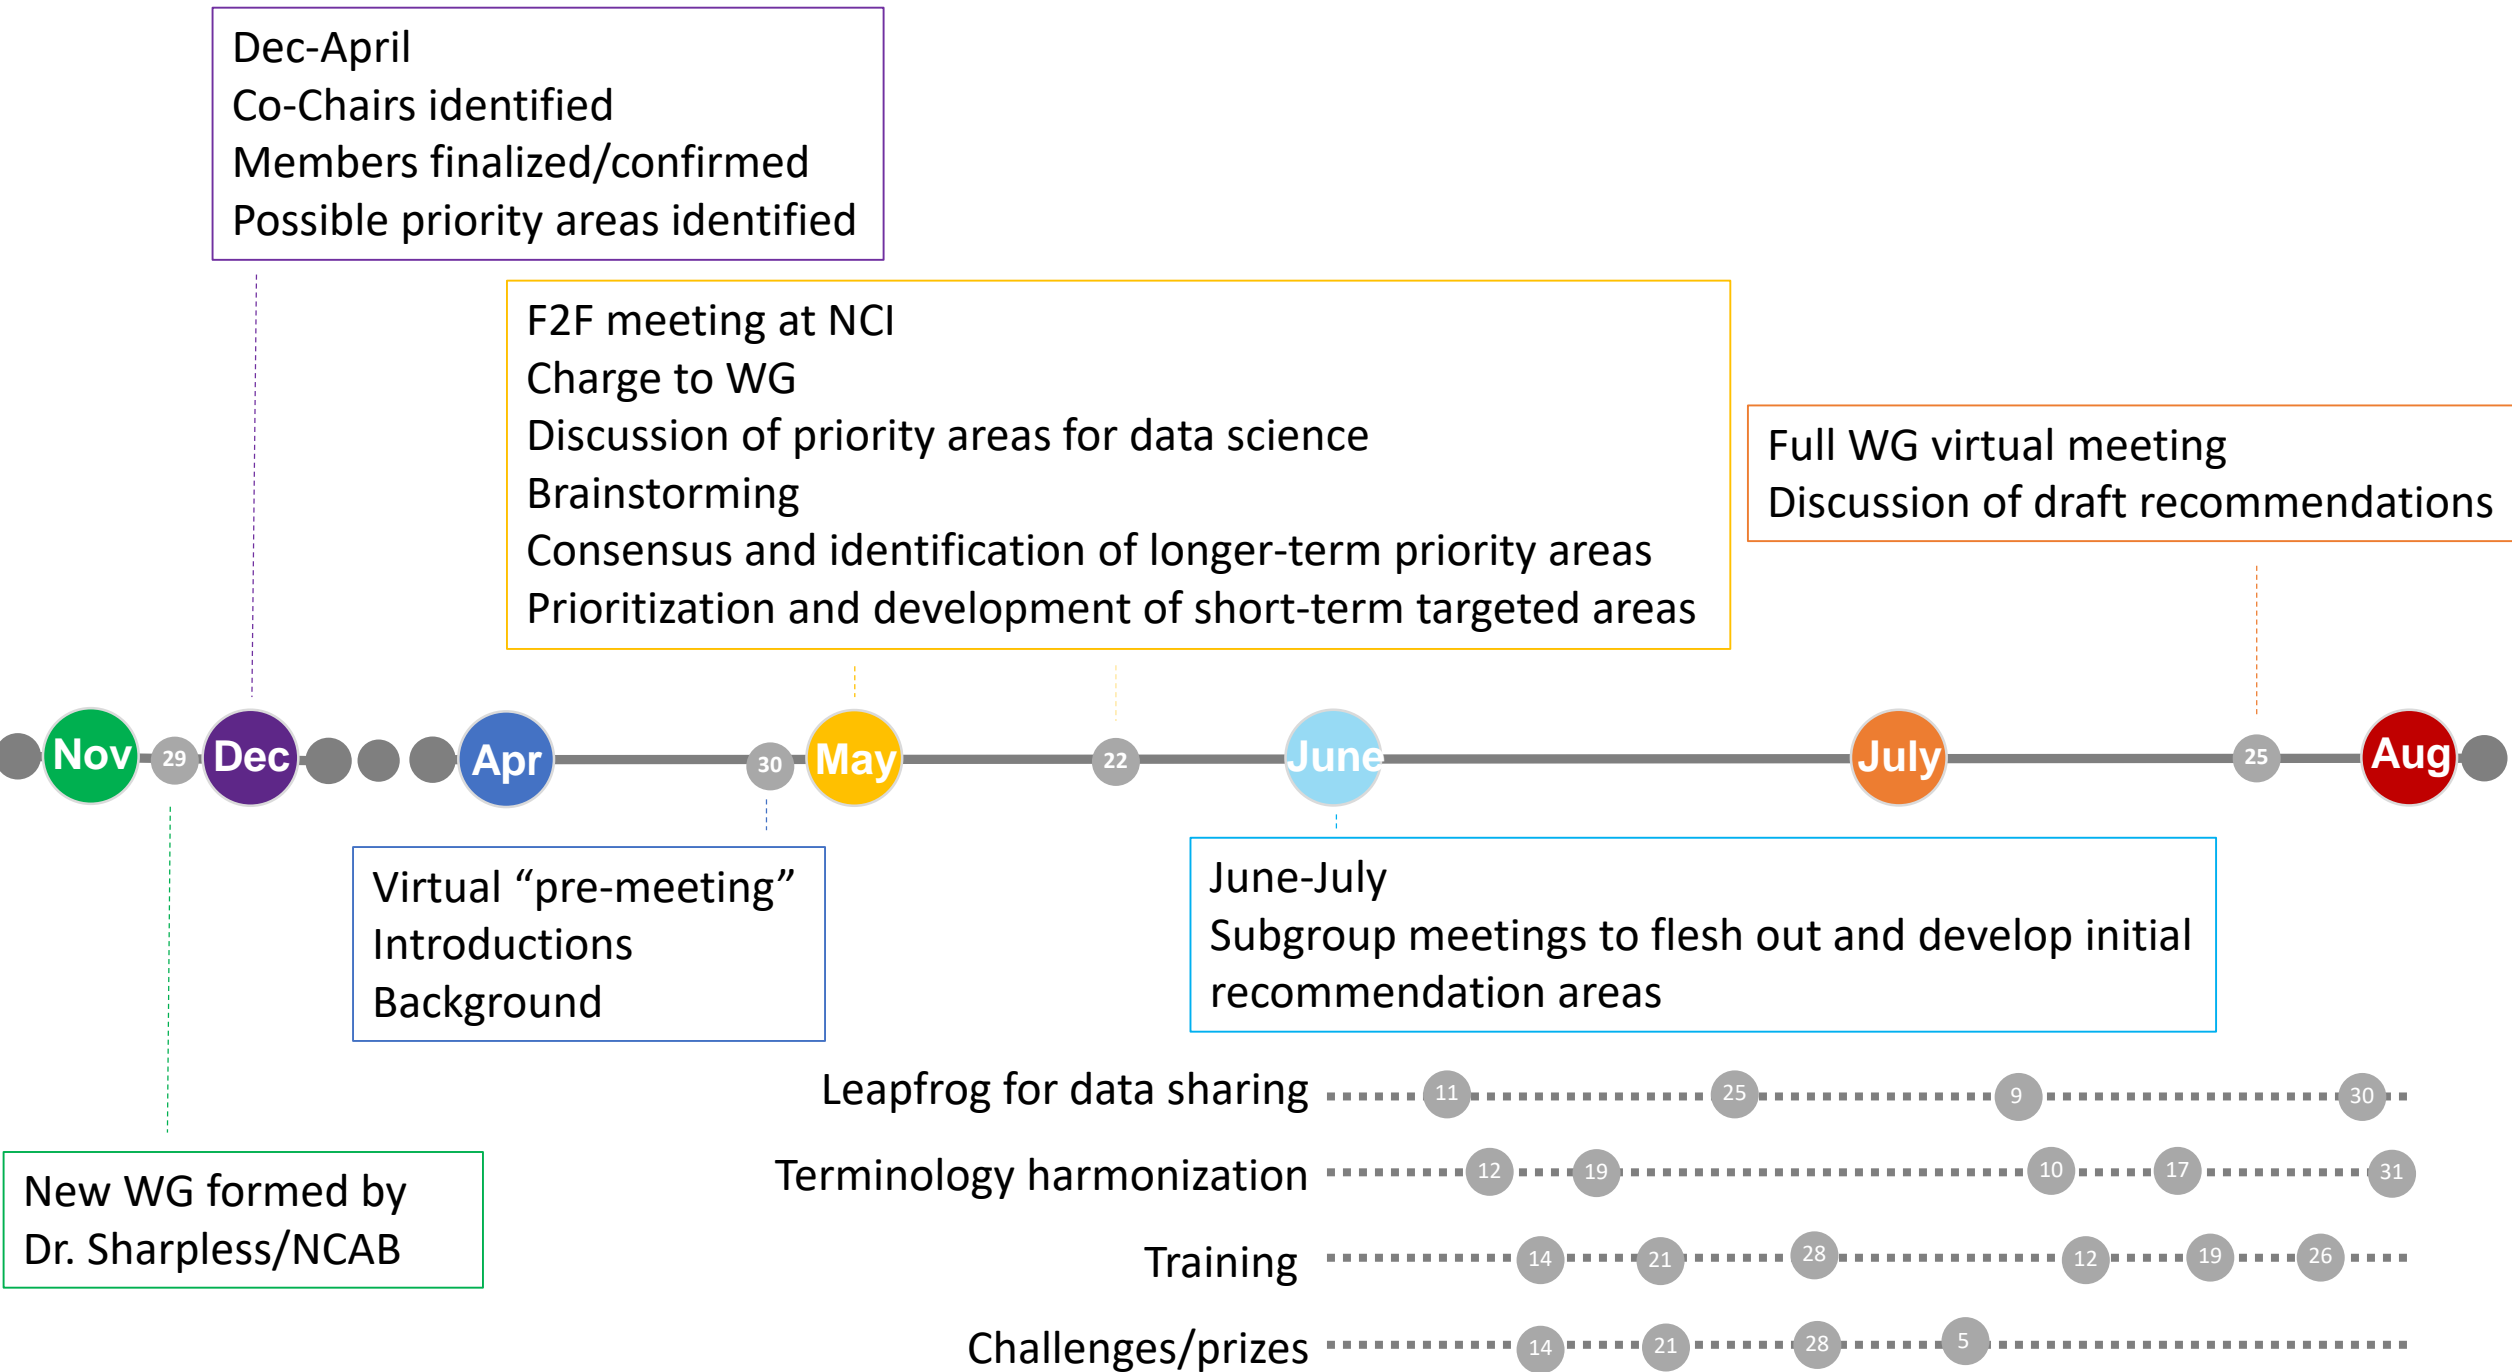 Dec-April
Co-Chairs identified
Members finalized/confirmed
Possible priority areas identified
F2F meeting at NCI
Charge to WG
Discussion of priority areas for data science
Brainstorming
Consensus and identification of longer-term priority areas
Prioritization and development of short-term targeted areas
Full WG virtual meeting
Discussion of draft recommendations
Nov 29 Dec Apr 30 May 22 June July 25 Aug
Virtual “pre-meeting”
Introductions
Background
June-July
Subgroup meetings to flesh out and develop initial
recommendation areas
New WG formed by
Dr. Sharpless/NCAB
Leapfrog for data sharing 11 25 9 30
Terminology harmonization 12 19 10 17 31
Training 14 21 28 12 19 26
Challenges/prizes 14 21 28 5